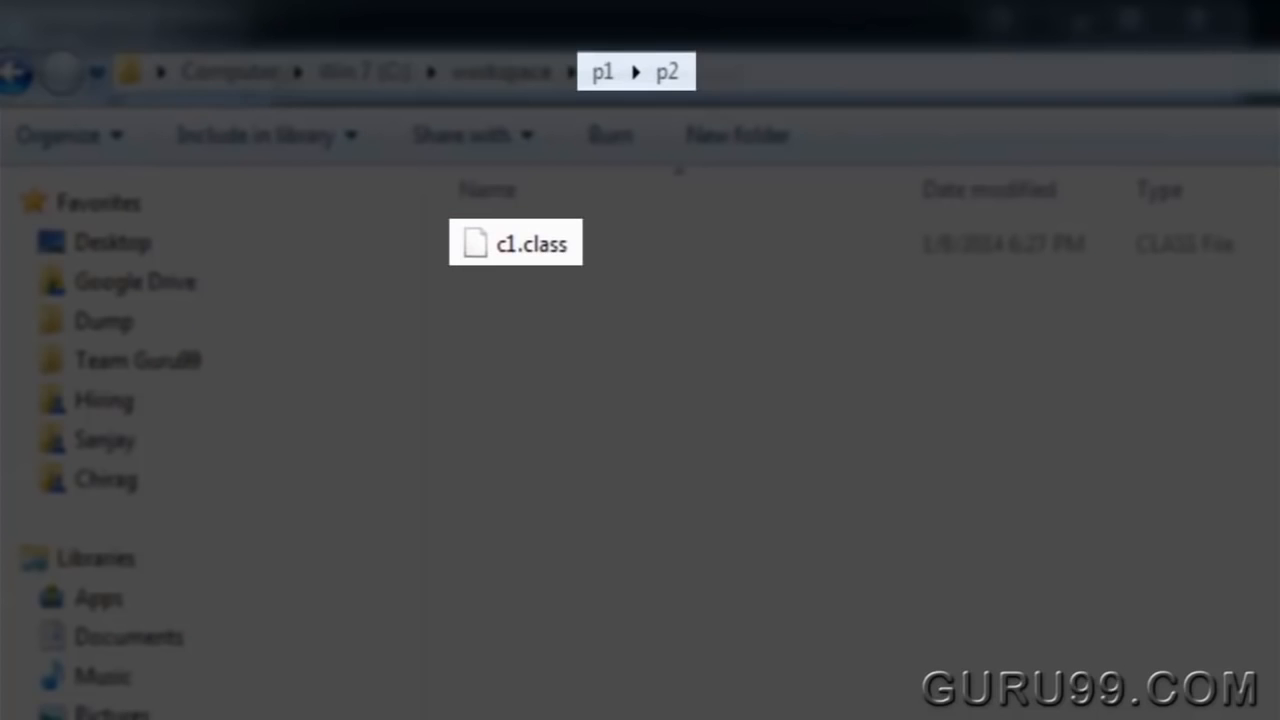 Computer Win 7 (C:) workspace p1 p2
Organize Include in library Share with Burn New folder
Name Date modified Type
c1.class 1/8/2014 6:27 PM CLASS File
Favorites
Desktop
Google Drive
Dump
Team Guru99
Hiring
Sanjay
Chirag
Libraries
Apps
Documents
Music
Pictures
GURU99.COM